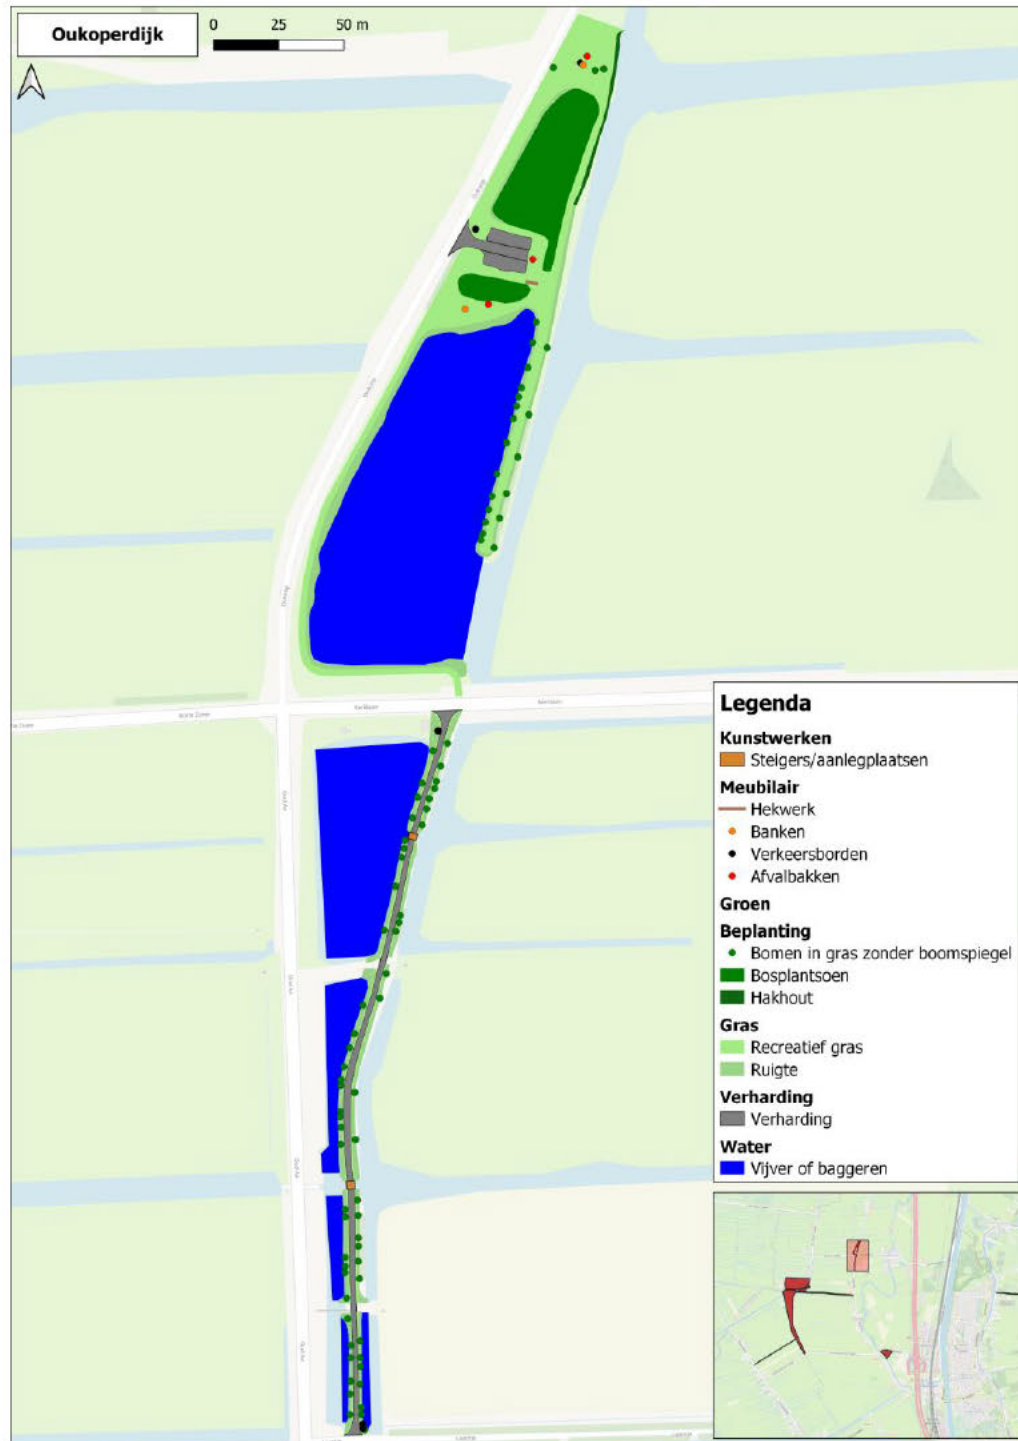 Oukoperdijk
0 25 50 m
Legenda
Kunstwerken
Steigers/aanlegplaatsen
Meubilair
Hekwerk
Banken
Verkeersborden
Afvalbakken
Groen
Beplanting
Bomen in gras zonder boomspiegel
Bosplantsoen
Hakhout
Gras
Recreatief gras
Ruigte
Verharding
Verharding
Water
Vijver of baggeren